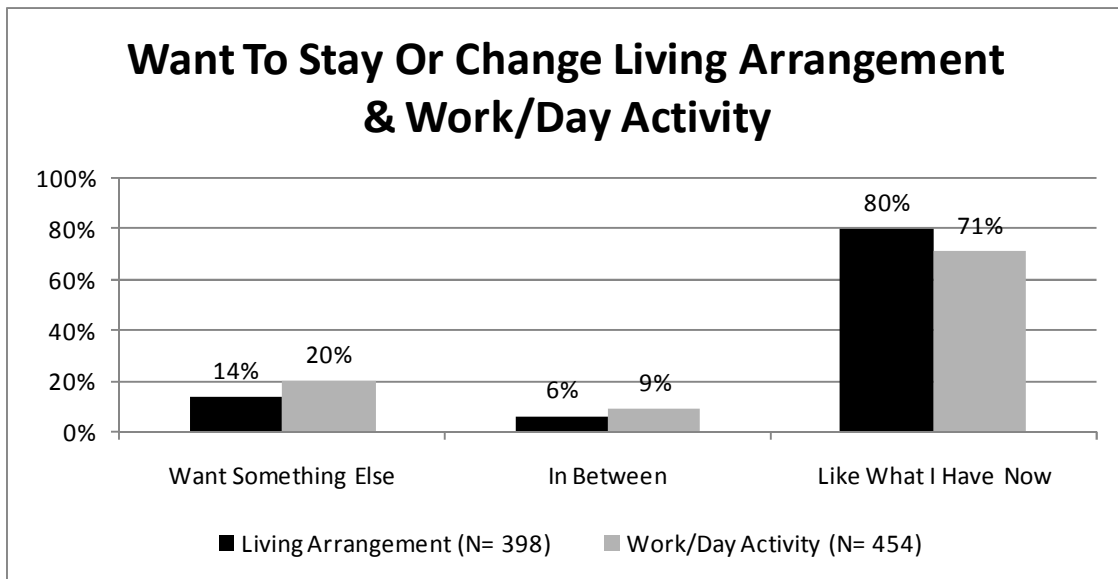 Want To Stay Or Change Living Arrangement
& Work/Day Activity
100%
80%
60%
40%
20%
0%
14%
20%
6%
9%
80%
71%
Want Something Else
In Between
Like What I Have Now
Living Arrangement (N= 398)
Work/Day Activity (N= 454)